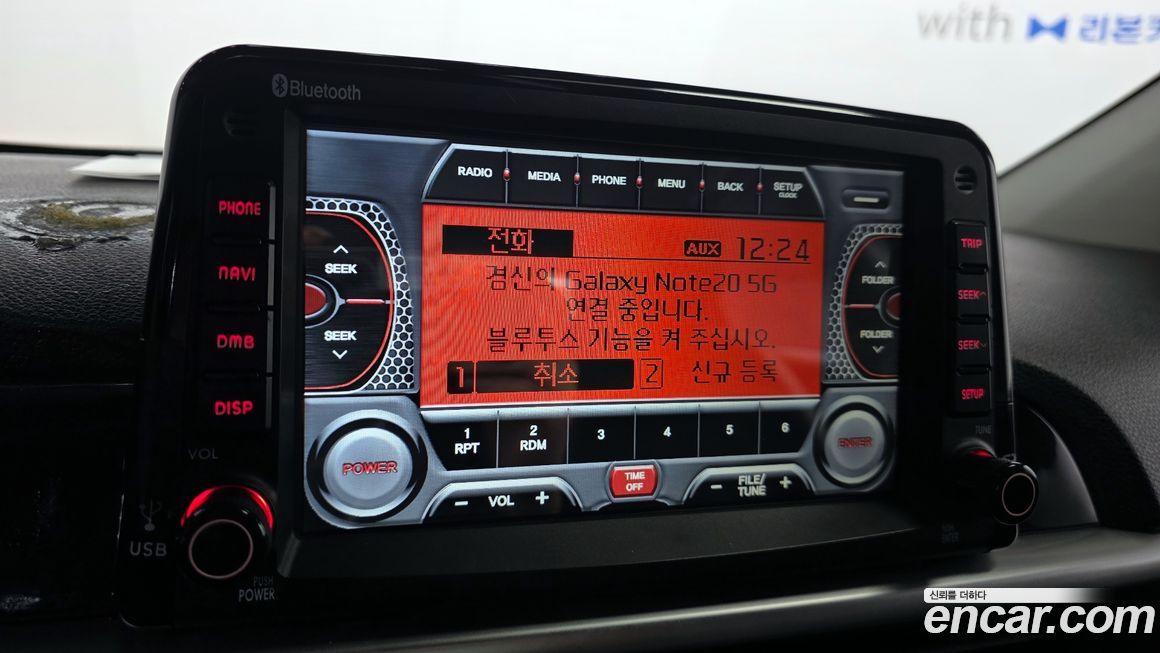 with 리본카
Bluetooth
RADIO MEDIA PHONE MENU BACK SETUP
CLOCK
PHONE
NAVI
DMB
DISP
SEEK
SEEK
전화 AUX 12:24
경신의 Galaxy Note20 5G
연결 중입니다.
블루투스 기능을 켜 주십시오.
1 취소 2 신규 등록
FOLDER
FOLDER
TRIP
SEEK
SEEK
SETUP
1 2 3 4 5 6
RPT RDM
POWER
ENTER
TIME
OFF
- VOL +
- FILE/
TUNE +
VOL
USB
PUSH
POWER
TUNE
ENTER
신뢰를 더하다
encar.com